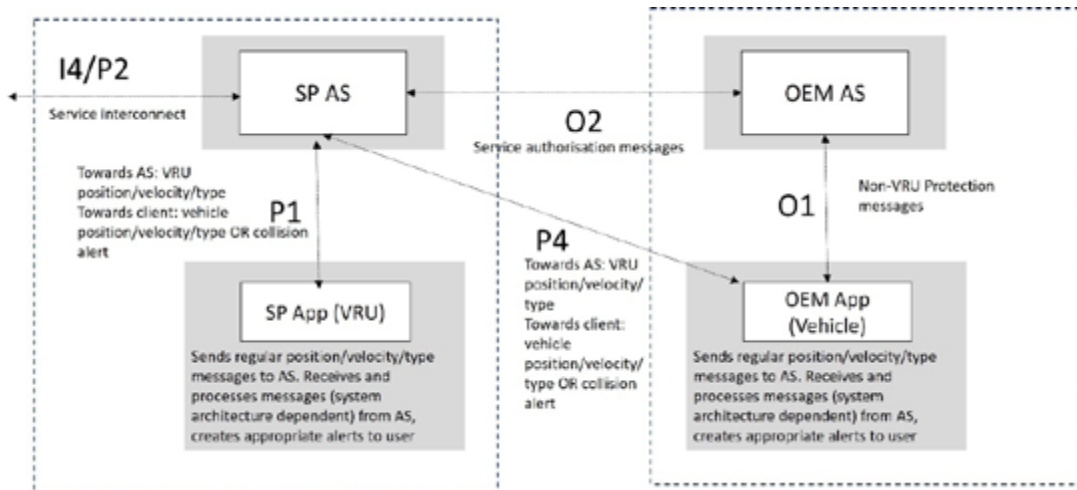 I4/P2
Service interconnect
SP AS
O2
Service authorisation messages
OEM AS
Towards AS: VRU
position/velocity/type
Towards client: vehicle
position/velocity/type OR collision
alert
P1
P4
Towards AS: VRU
position/velocity/
type
Towards client:
vehicle
position/velocity/
type OR collision
alert
O1
Non-VRU Protection
messages
SP App (VRU)
Sends regular position/velocity/type
messages to AS. Receives and
processes messages (system
architecture dependent) from AS,
creates appropriate alerts to user
OEM App
(Vehicle)
Sends regular position/velocity/type
messages to AS. Receives and
processes messages (system
architecture dependent) from AS,
creates appropriate alerts to user